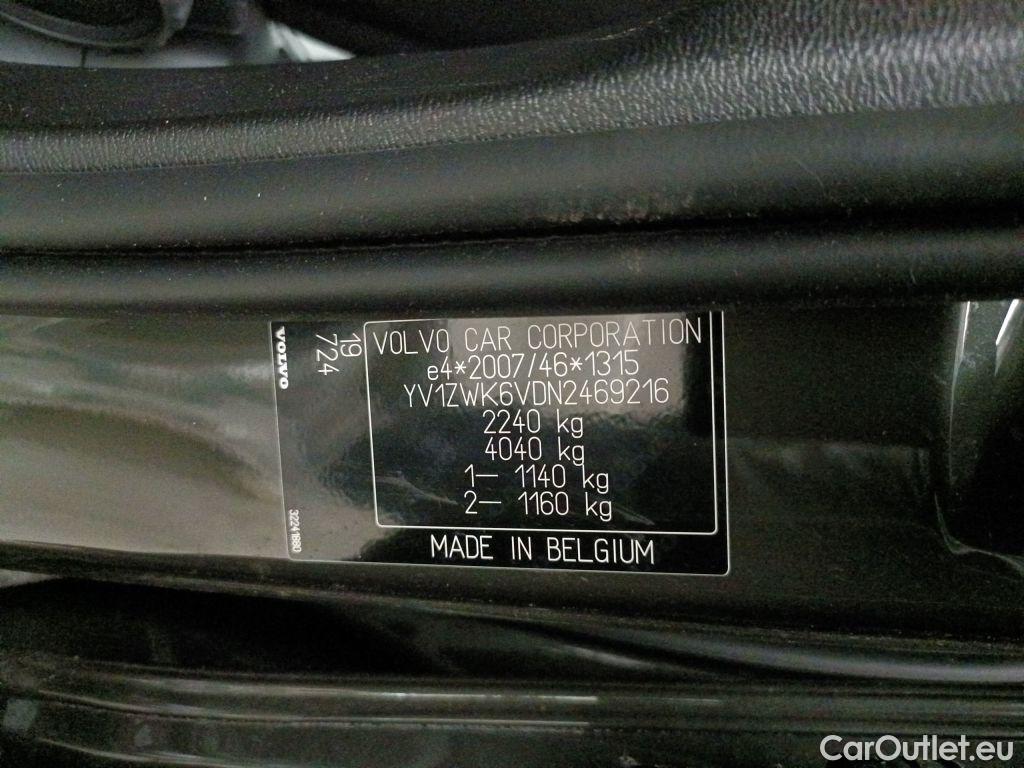 VOLVO
19
724
VOLVO CAR CORPORATION
e4*2007/46*1315
YV1ZWK6VDN2469216
2240 kg
4040 kg
1— 1140 kg
2— 1160 kg
32241880
MADE IN BELGIUM
CarOutlet.eu